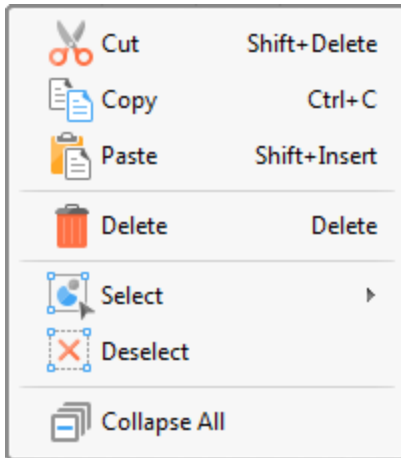 Cut Shift+Delete
Copy Ctrl+C
Paste Shift+Insert
Delete Delete
Select
Deselect
Collapse All